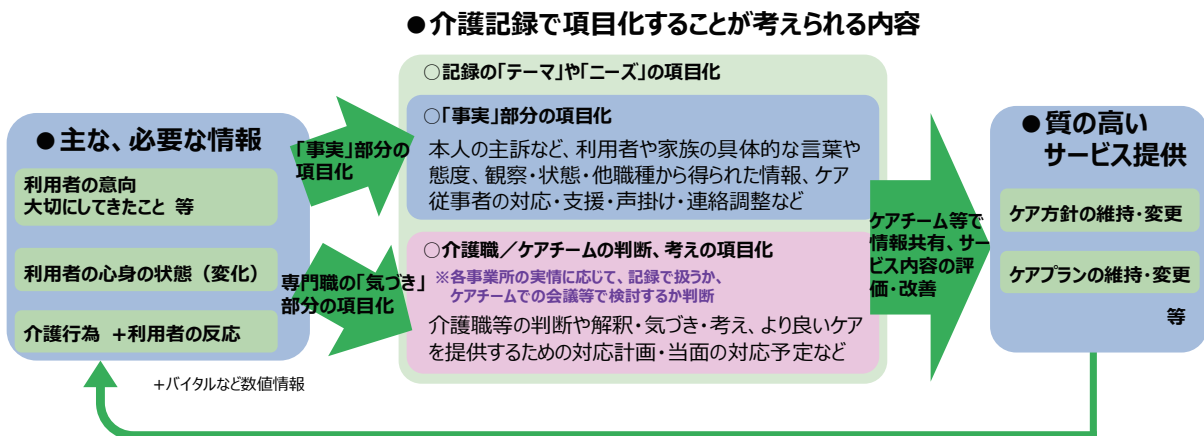 ●介護記録で項目化することが考えられる内容
●主な、必要な情報
利用者の意向
大切にしてきたこと 等
利用者の心身の状態（変化）
介護行為 +利用者の反応
+バイタルなど数値情報
「事実」部分の
項目化
専門職の「気づき」
部分の項目化
○記録の「テーマ」や「ニーズ」の項目化
○「事実」部分の項目化
本人の主訴など、利用者や家族の具体的な言葉や
態度、観察・状態・他職種から得られた情報、ケア
従事者の対応・支援・声掛け・連絡調整など
○介護職／ケアチームの判断、考えの項目化
※各事業所の実情に応じて、記録で扱うか、
ケアチームでの会議等で検討するか判断
介護職等の判断や解釈・気づき・考え、より良いケア
を提供するための対応計画・当面の対応予定など
ケアチーム等で
情報共有、サー
ビス内容の評
価・改善
●質の高い
サービス提供
ケア方針の維持・変更
ケアプランの維持・変更
等